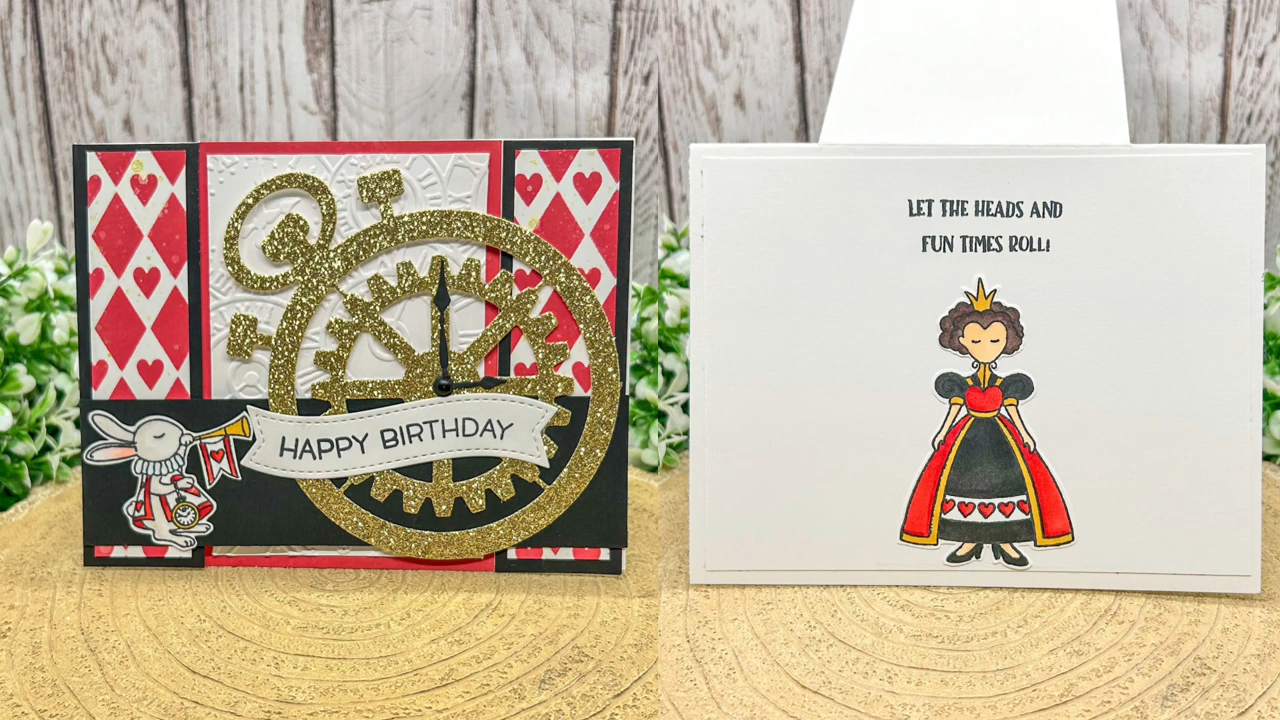 HAPPY BIRTHDAY
LET THE HEADS AND
FUN TIMES ROLL!